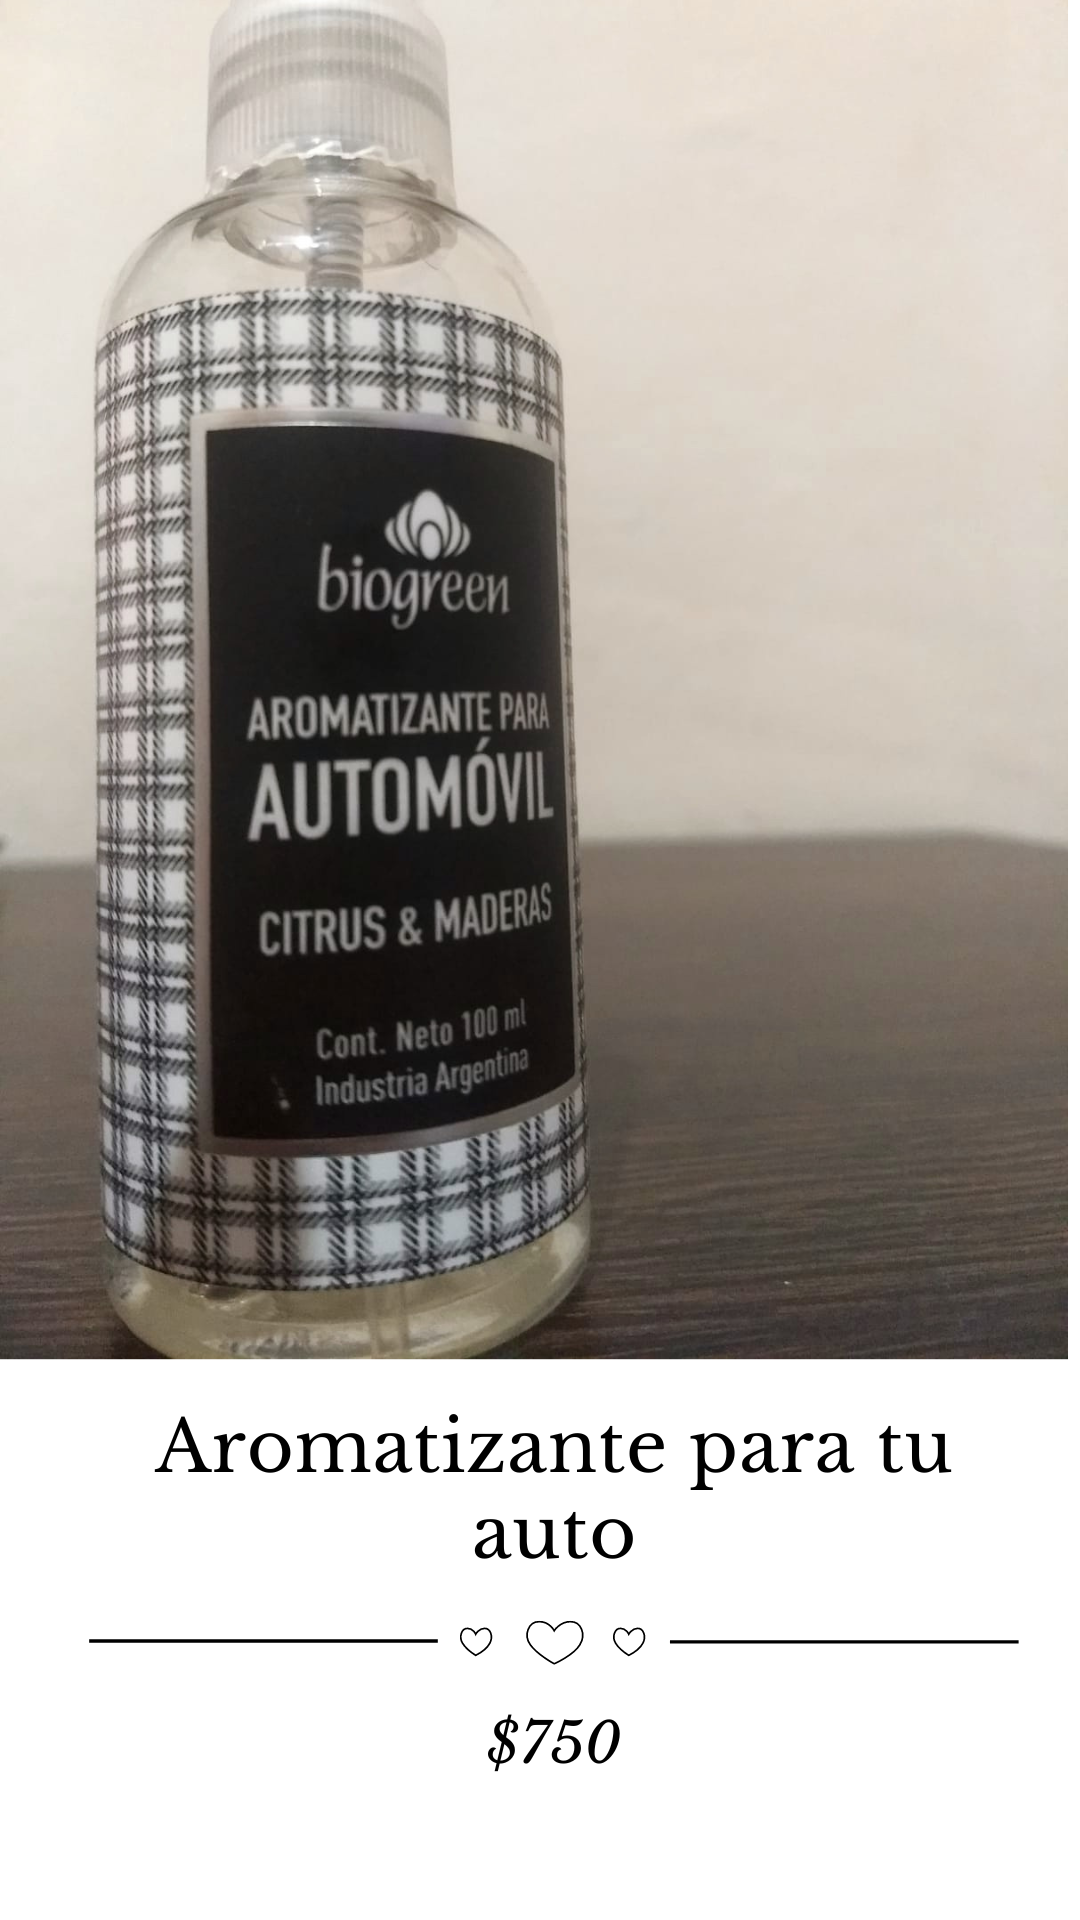 biogreen
AROMATIZANTE PARA
AUTOMÓVIL
CITRUS & MADERAS
Cont. Neto 100 ml
Industria Argentina
Aromatizante para tu
auto
$750